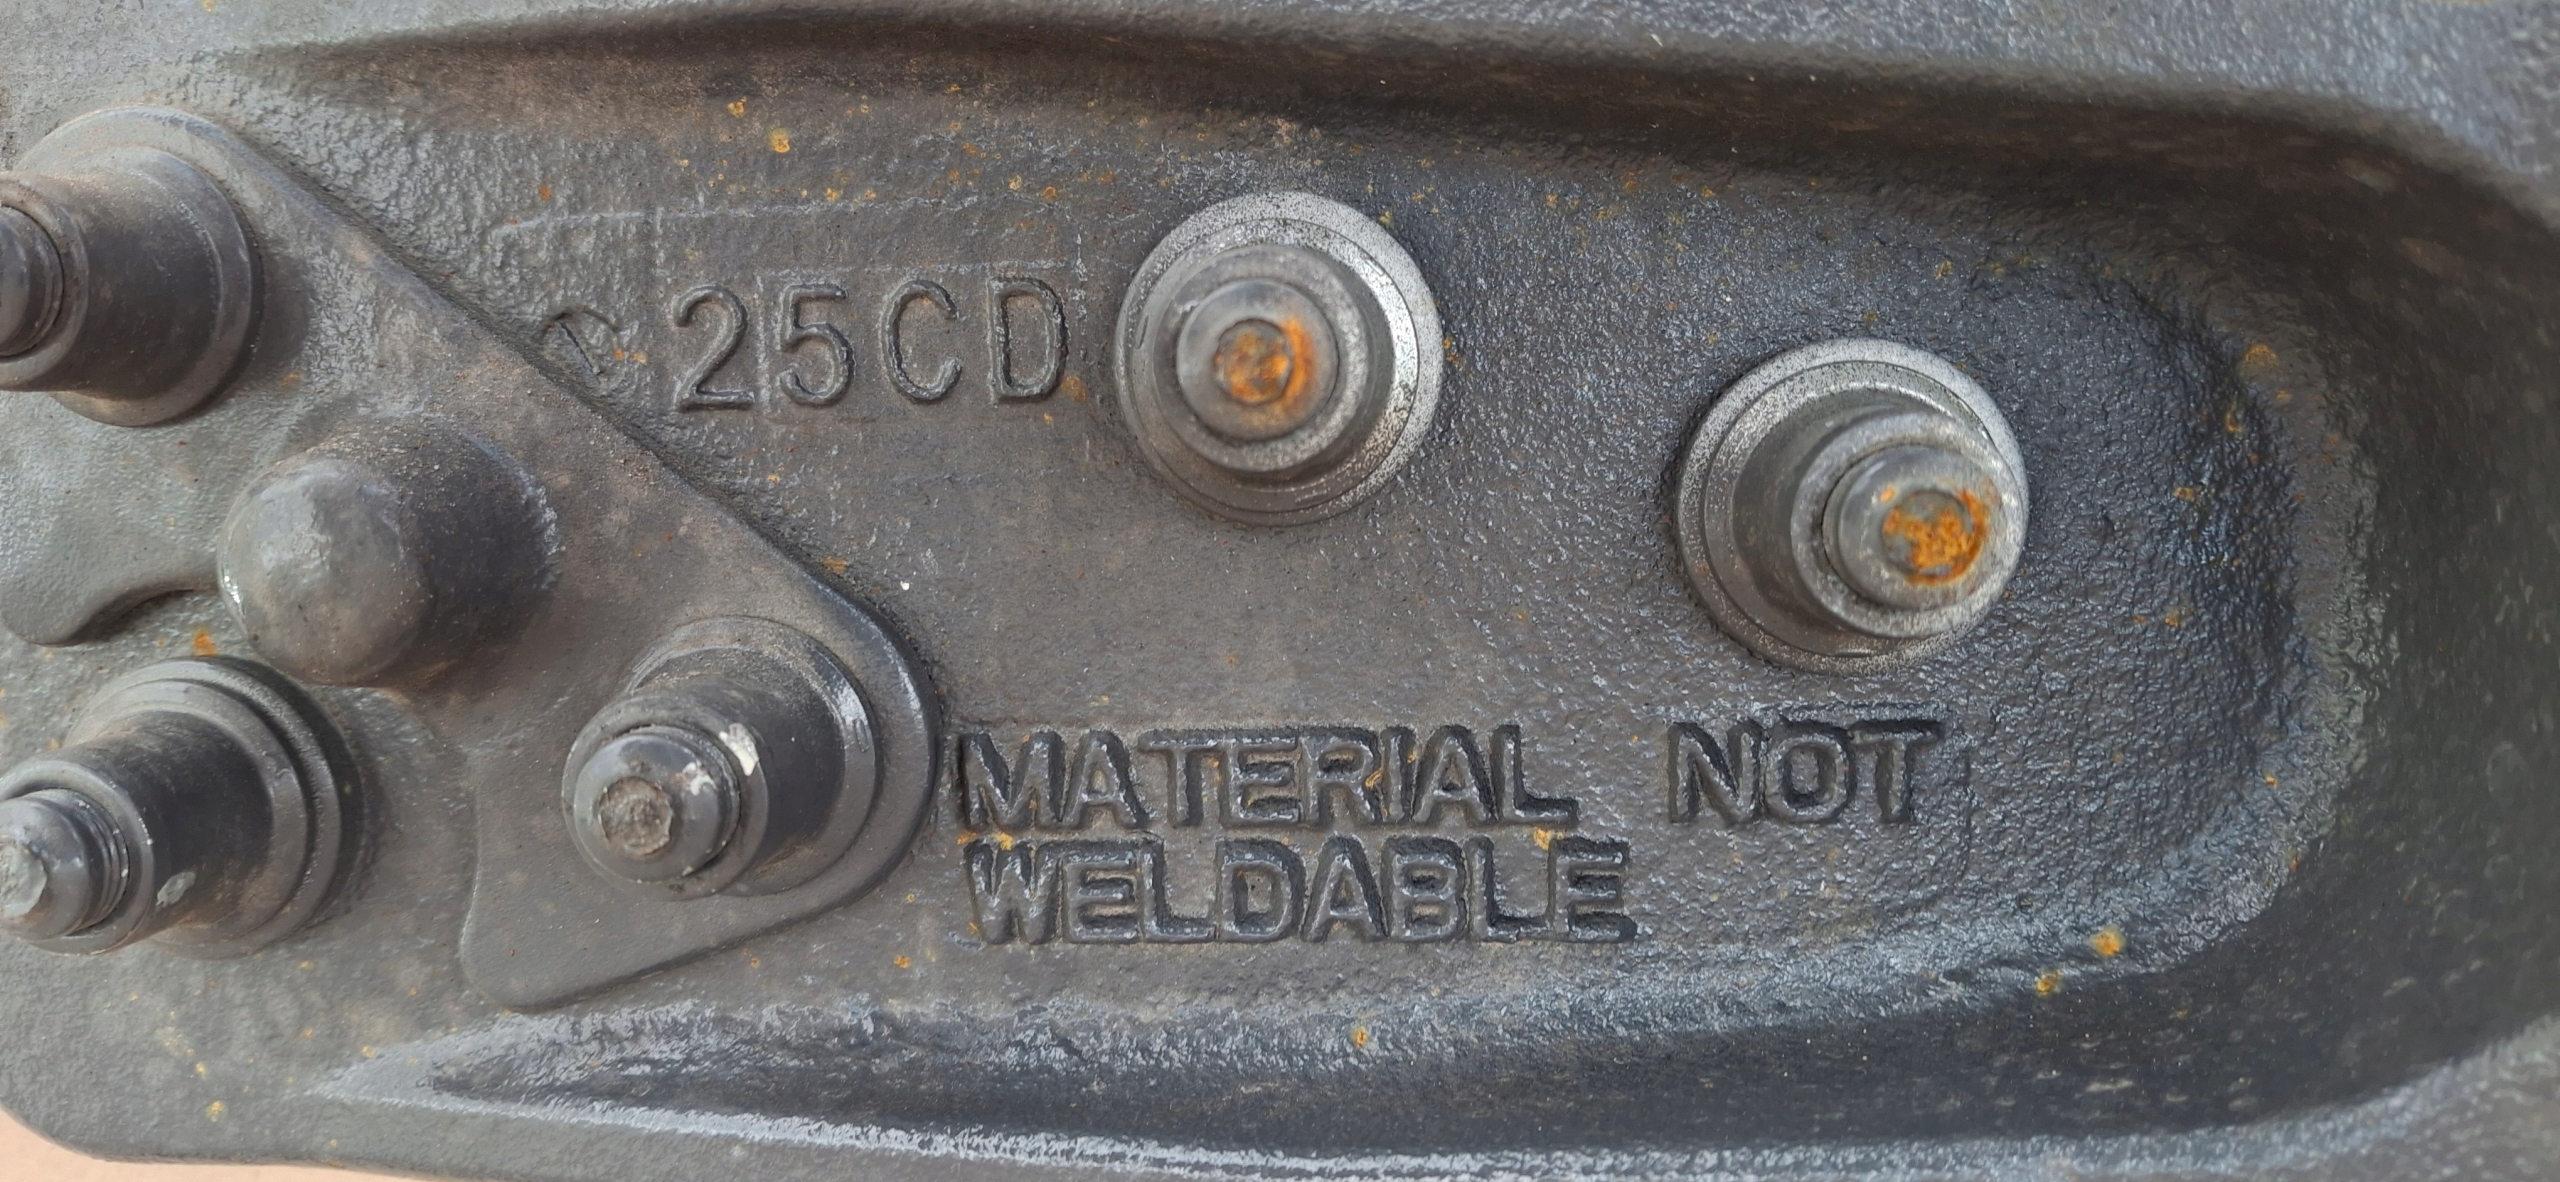 25CD
MATERIAL NOT
WELDABLE